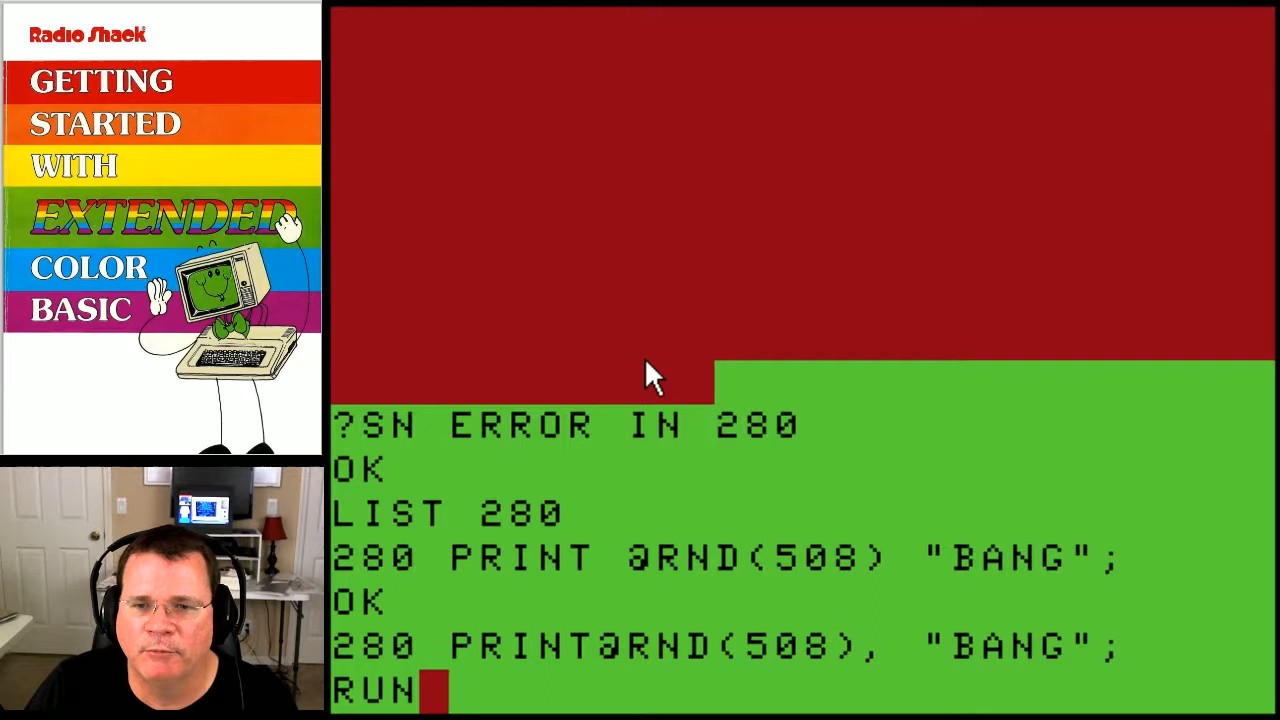 Radio Shack
GETTING
STARTED
WITH
EXTENDED
COLOR
BASIC
?SN ERROR IN 280
OK
LIST 280
280 PRINT @RND(508) "BANG";
OK
280 PRINT@RND(508), "BANG";
RUN